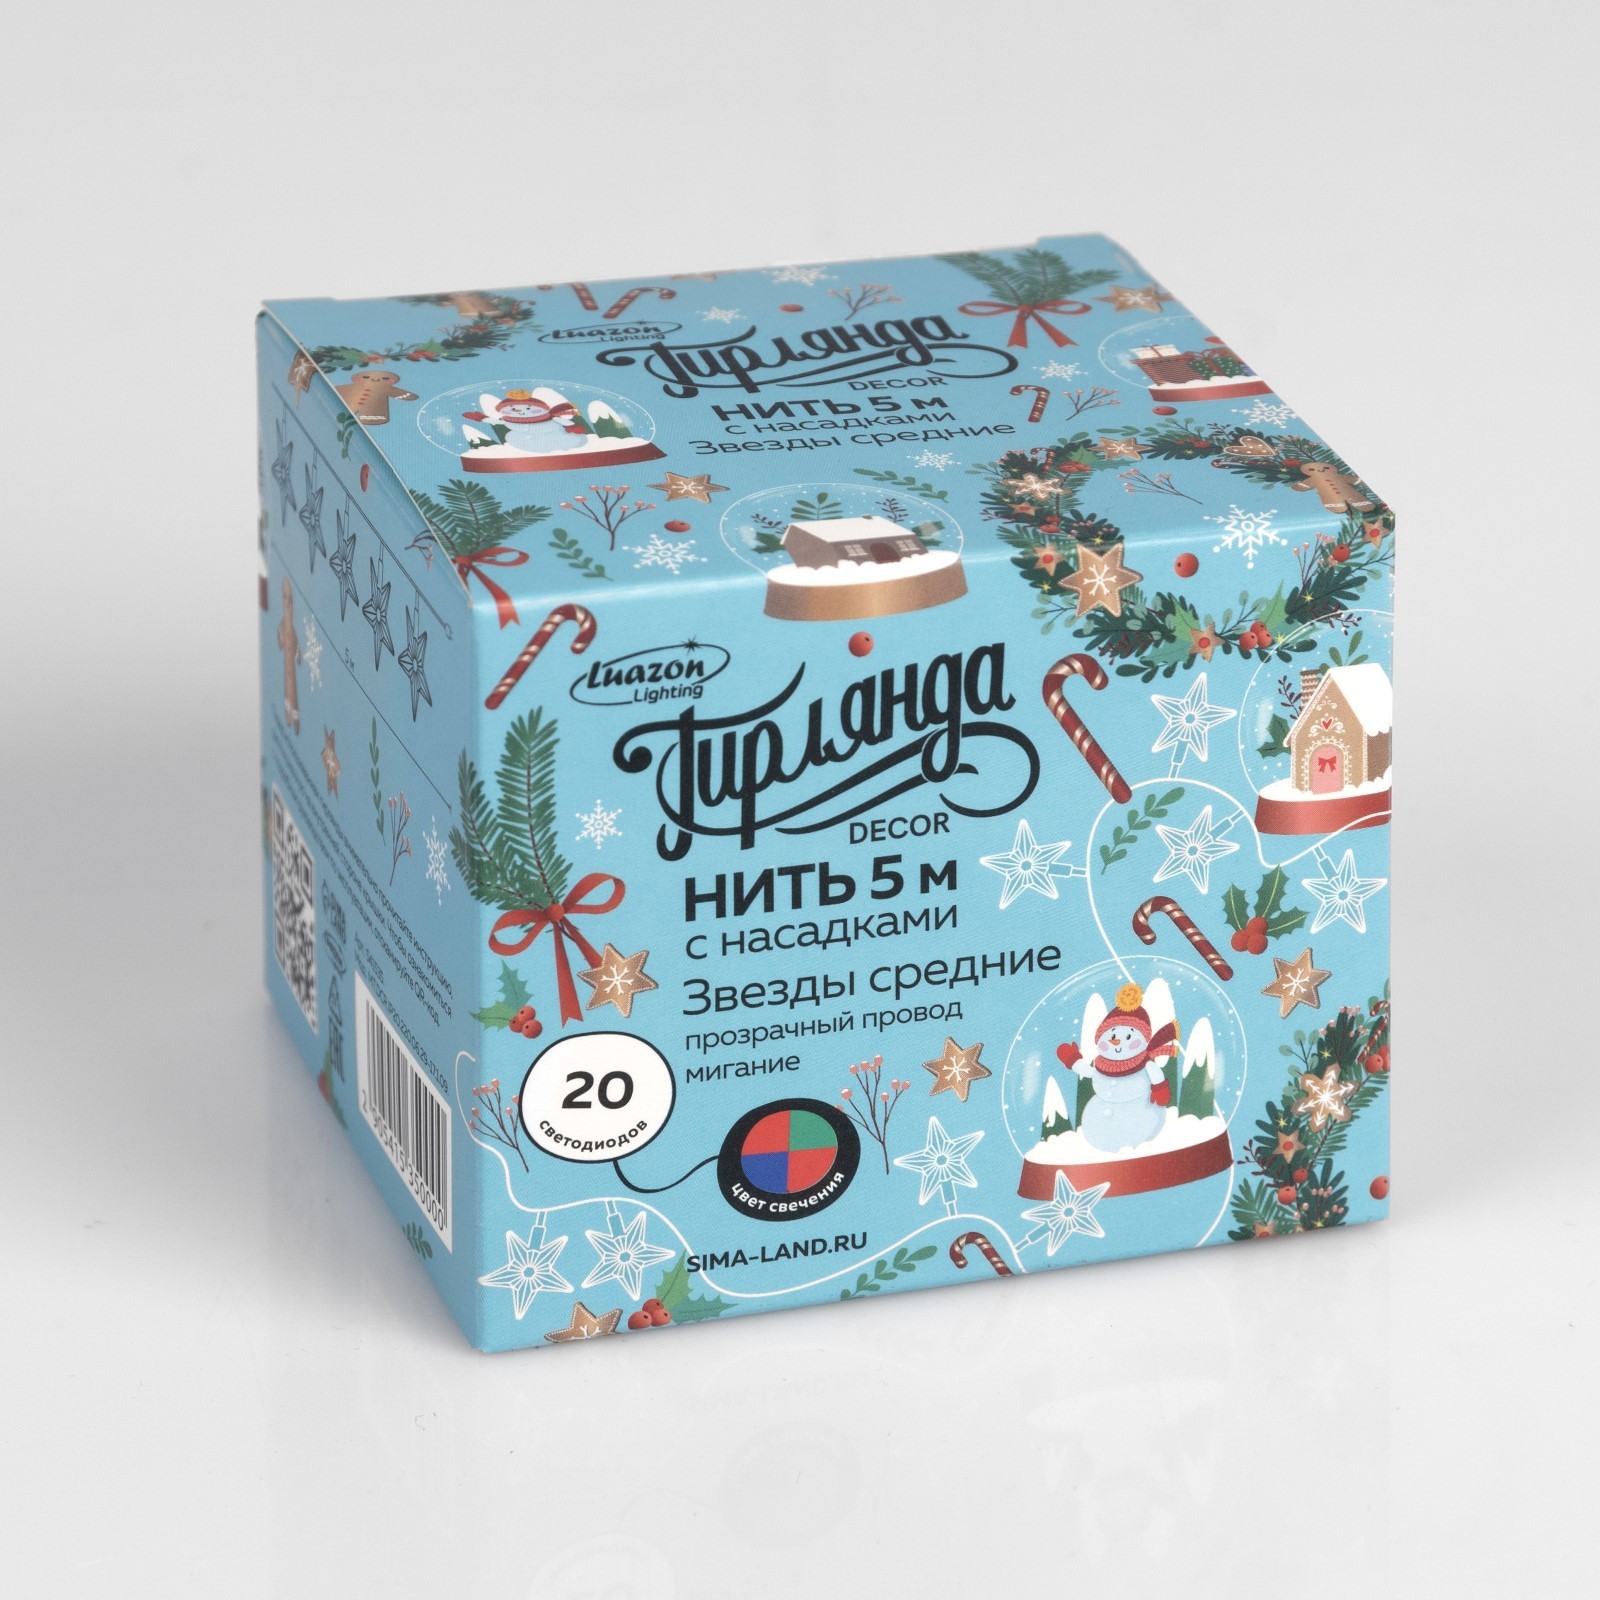 Luazon
Lighting
Гирлянда
DECOR
НИТЬ 5 м
с насадками
Звезды средние
Luazon
Lighting
Гирлянда
DECOR
НИТЬ 5 м
с насадками
Звезды средние
прозрачный провод
мигание
20
светодиодов
цвет свечения
SIMA-LAND.RU
5 м